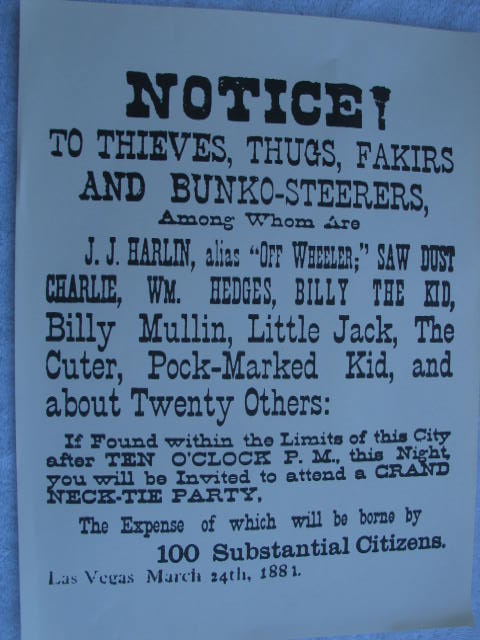 NOTICE!
TO THIEVES, THUGS, FAKIRS
AND BUNKO-STEERERS,
Among Whom Are
J. J. HARLIN, alias "OFF WHEELER;" SAW DUST
CHARLIE, WM. HEDGES, BILLY THE KID,
Billy Mullin, Little Jack, The
Cuter, Pock-Marked Kid, and
about Twenty Others:
If Found within the Limits of this City
after TEN O'CLOCK P. M., this Night,
you will be Invited to attend a GRAND
NECK-TIE PARTY,
The Expense of which will be borne by
100 Substantial Citizens.
Las Vegas March 24th, 1881.